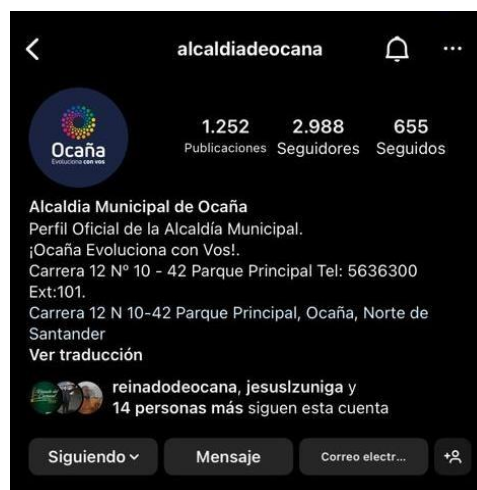 alcaldiadeocana
1.252 2.988 655
Publicaciones Seguidores Seguidos
Ocaña
Evoluciona con vos
Alcaldia Municipal de Ocaña
Perfil Oficial de la Alcaldía Municipal.
¡Ocaña Evoluciona con Vos!.
Carrera 12 Nº 10 - 42 Parque Principal Tel: 5636300
Ext:101.
Carrera 12 N 10-42 Parque Principal, Ocaña, Norte de
Santander
Ver traducción
reinadodeocana, jesuslzuniga y
14 personas más siguen esta cuenta
Siguiendo Mensaje Correo electr...